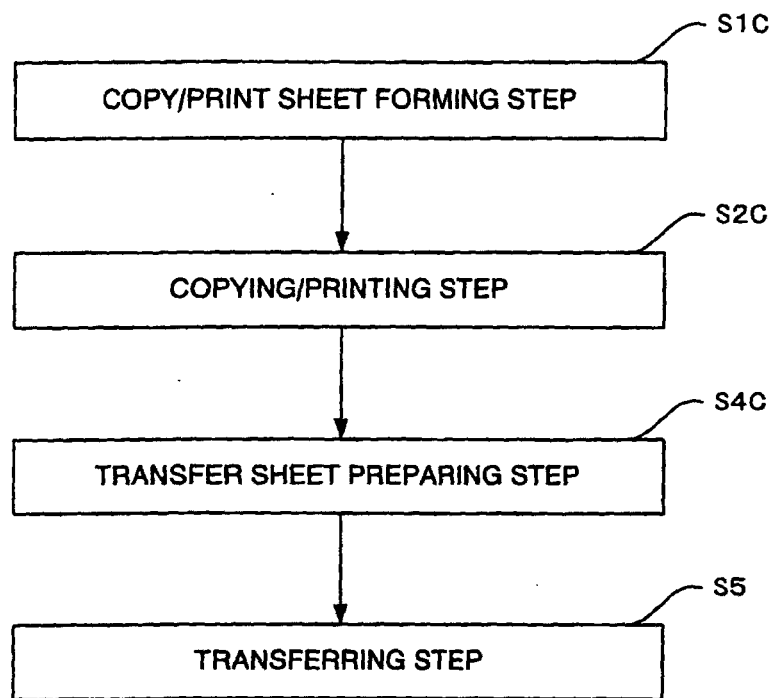 S1C
COPY/PRINT SHEET FORMING STEP
S2C
COPYING/PRINTING STEP
S4C
TRANSFER SHEET PREPARING STEP
S5
TRANSFERRING STEP